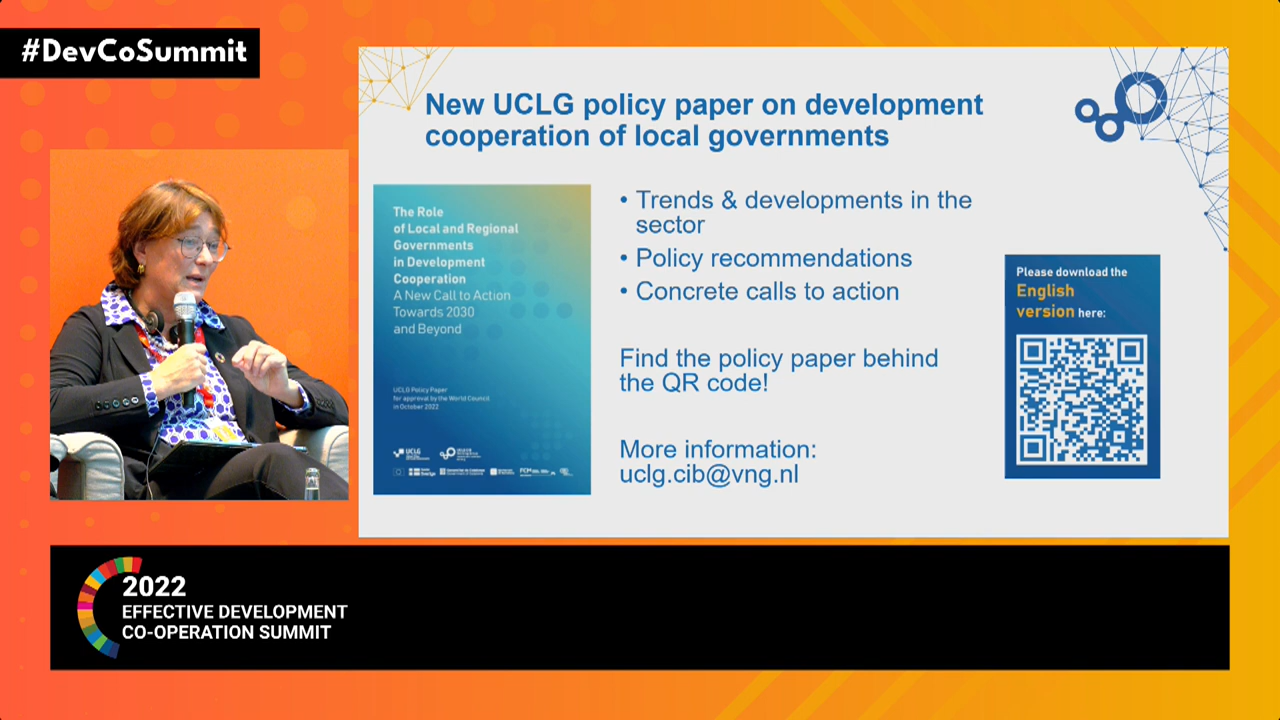 #DevCoSummit
New UCLG policy paper on development
cooperation of local governments
The Role
of Local and Regional
Governments
in Development
Cooperation
A New Call to Action
Towards 2030
and Beyond
UCLG Policy Paper
for approval by the World Council
in October 2022
UCLG
• Trends & developments in the
sector
• Policy recommendations
• Concrete calls to action
Find the policy paper behind
the QR code!
More information:
uclg.cib@vng.nl
Please download the
English
version here:
2022
EFFECTIVE DEVELOPMENT
CO-OPERATION SUMMIT